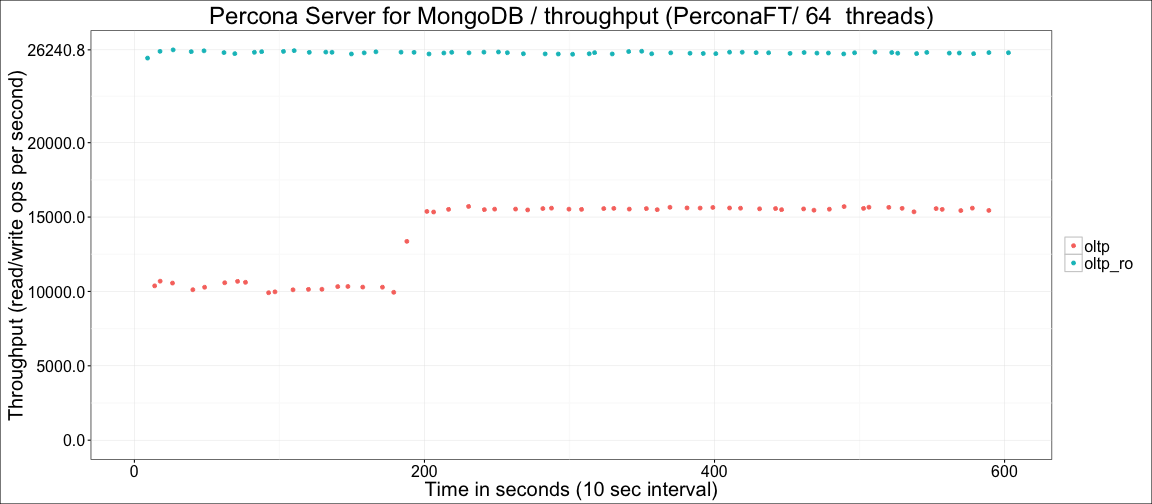 Percona Server for MongoDB / throughput (PerconaFT/ 64  threads)
Throughput (read/write ops per second)
26240.8
20000.0
15000.0
10000.0
5000.0
0.0
0 200 400 600
Time in seconds (10 sec interval)
oltp
oltp_ro